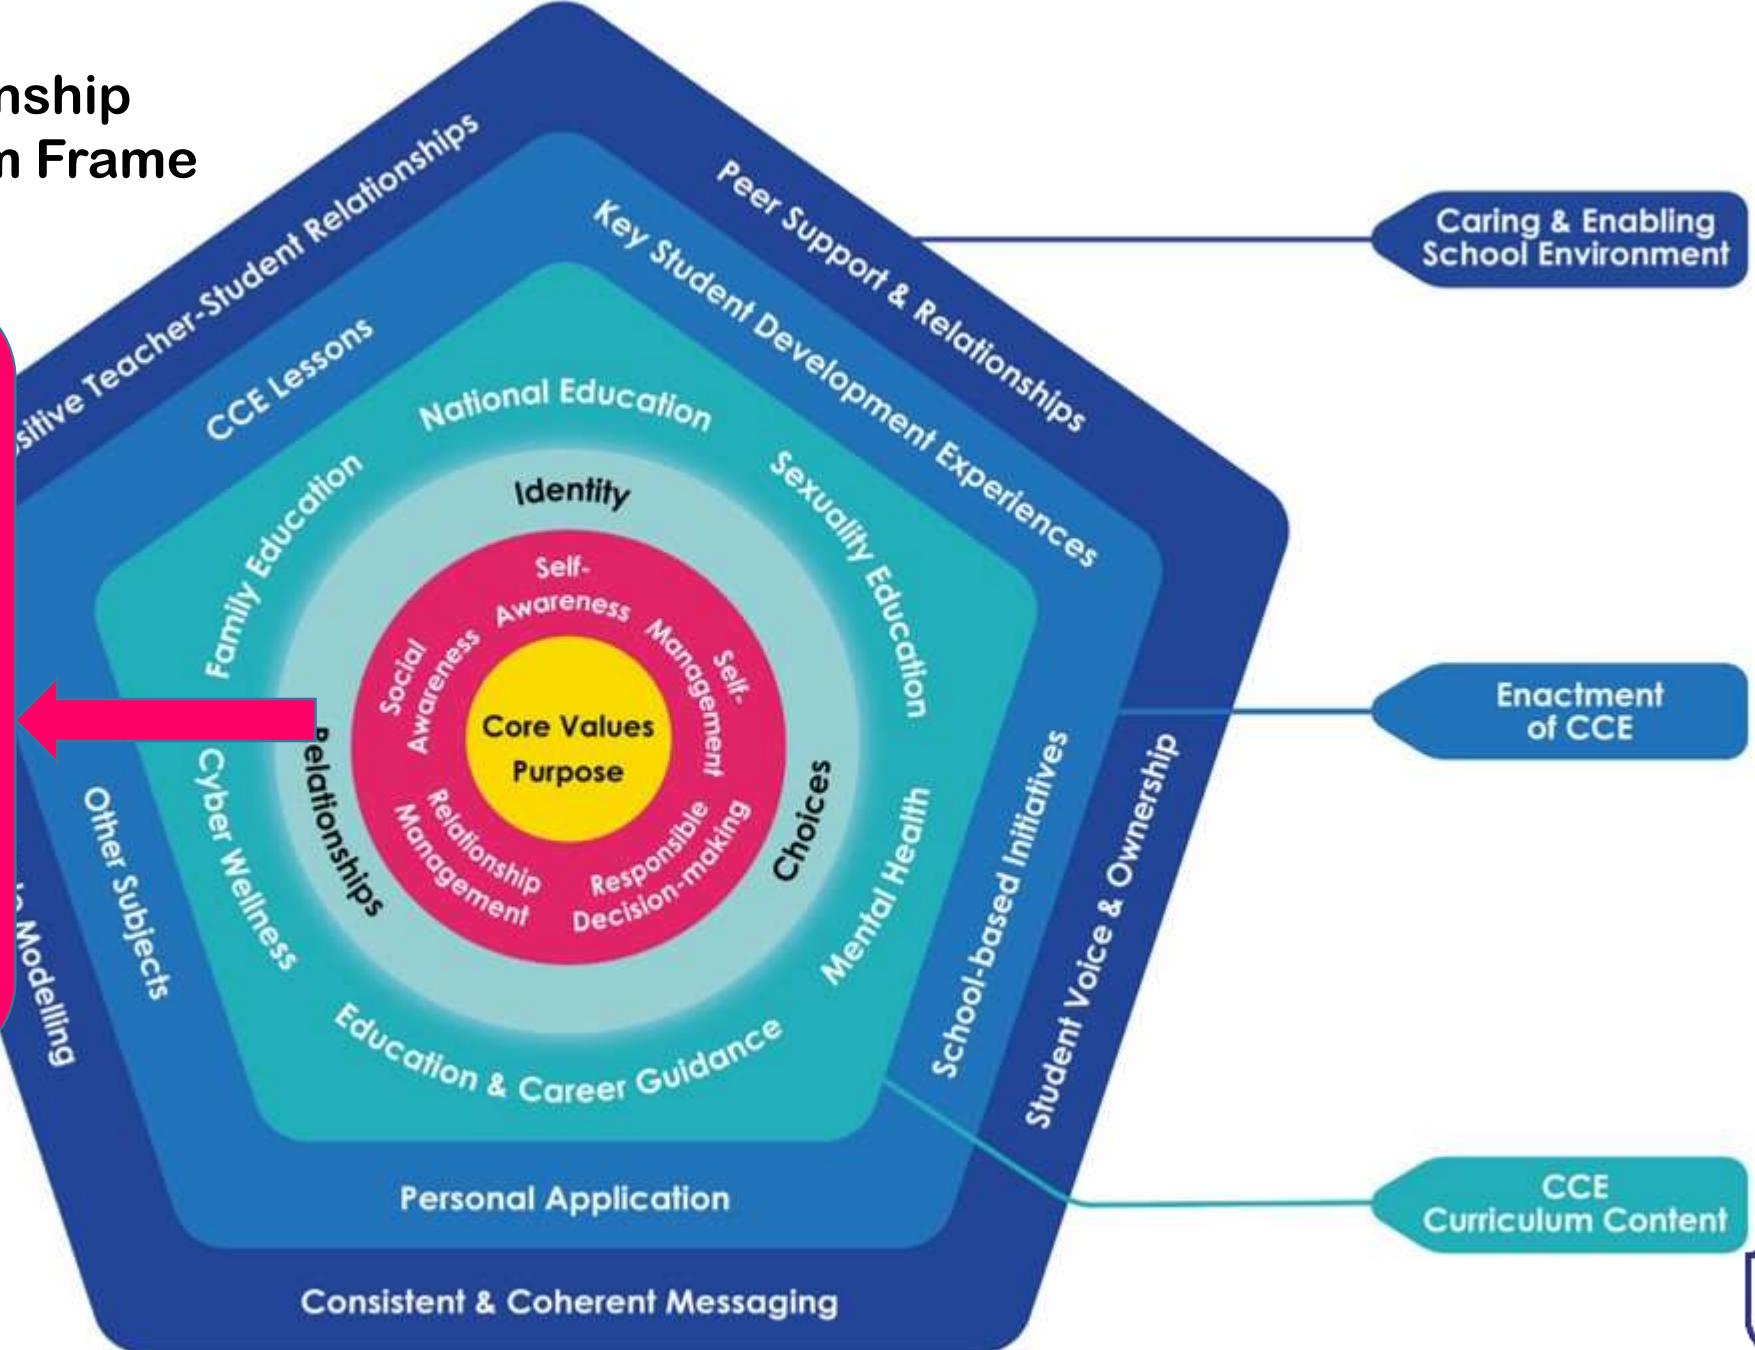 nship
m Frame
sitive Teacher-Student Relationships
Peer Support & Relationships
Caring & Enabling
School Environment
CCE Lessons
Key Student Development Experiences
National Education
Family Education
Sexuality Education
Identity
Self-
Awareness
Social
Awareness
Self-
Management
Core Values
Purpose
Enactment
of CCE
Relationships
Choices
Relationship
Management
Responsible
Decision-making
Cyber Wellness
Mental Health
Other Subjects
School-based Initiatives
Student Voice & Ownership
Modelling
Education & Career Guidance
Personal Application
CCE
Curriculum Content
Consistent & Coherent Messaging